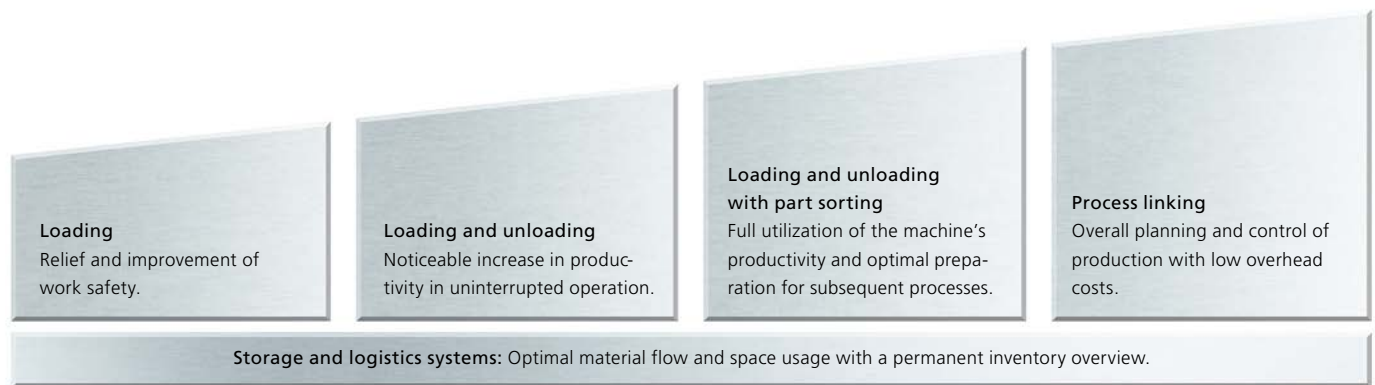 Loading
Relief and improvement of
work safety.
Loading and unloading
Noticeable increase in produc-
tivity in uninterrupted operation.
Loading and unloading
with part sorting
Full utilization of the machine’s
productivity and optimal prepa-
ration for subsequent processes.
Process linking
Overall planning and control of
production with low overhead
costs.
Storage and logistics systems: Optimal material flow and space usage with a permanent inventory overview.